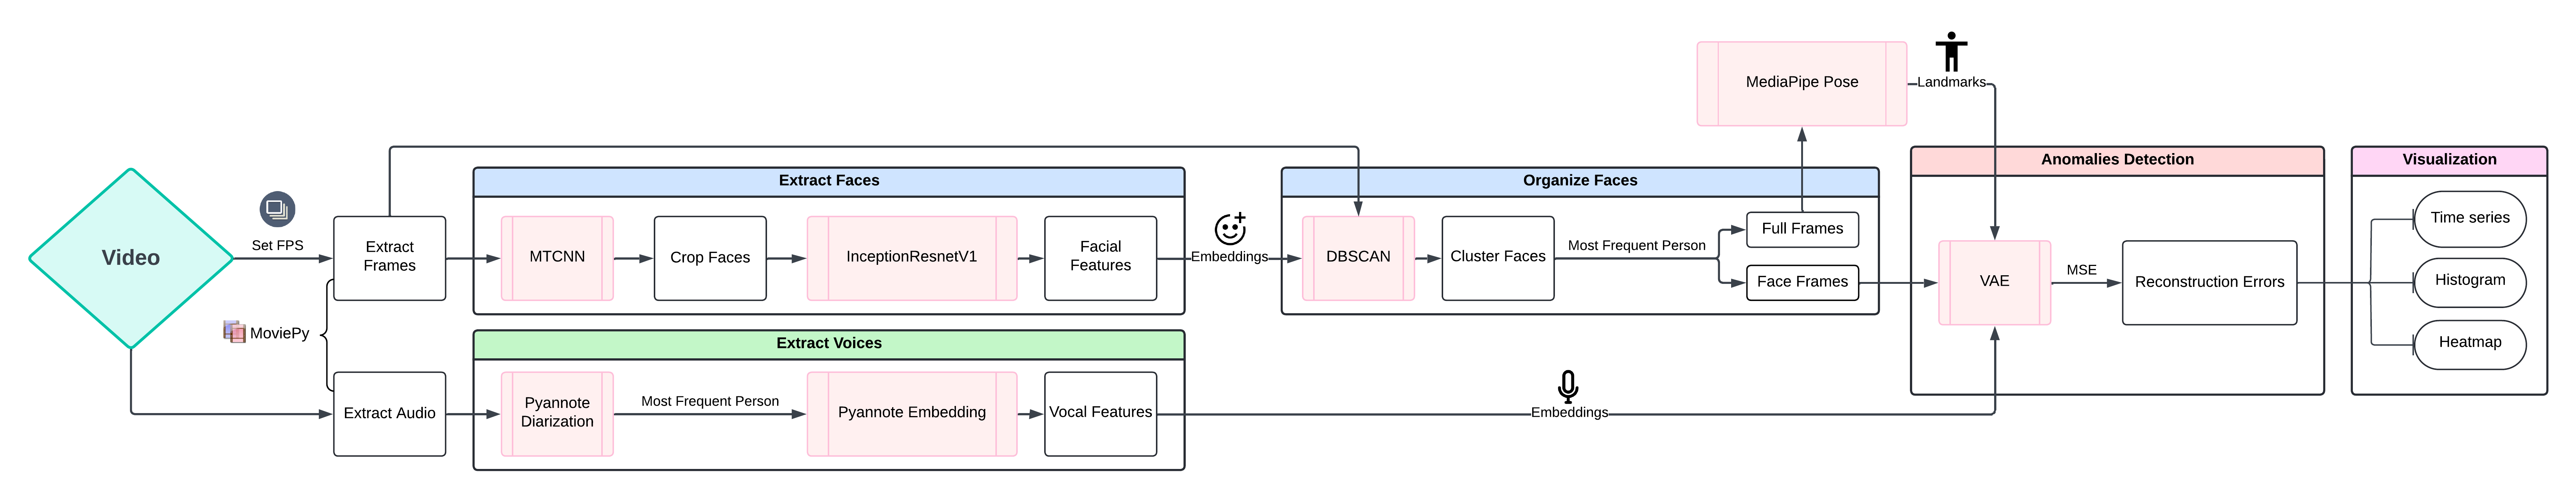 Video
Set FPS
MoviePy
Extract
Frames
Extract Audio
Extract Faces
MTCNN
Crop Faces
InceptionResnetV1
Facial
Features
Embeddings
Extract Voices
Pyannote
Diarization
Most Frequent Person
Pyannote Embedding
Vocal Features
Embeddings
Organize Faces
DBSCAN
Cluster Faces
Most Frequent Person
Full Frames
Face Frames
MediaPipe Pose
Landmarks
Anomalies Detection
VAE
MSE
Reconstruction Errors
Visualization
Time series
Histogram
Heatmap